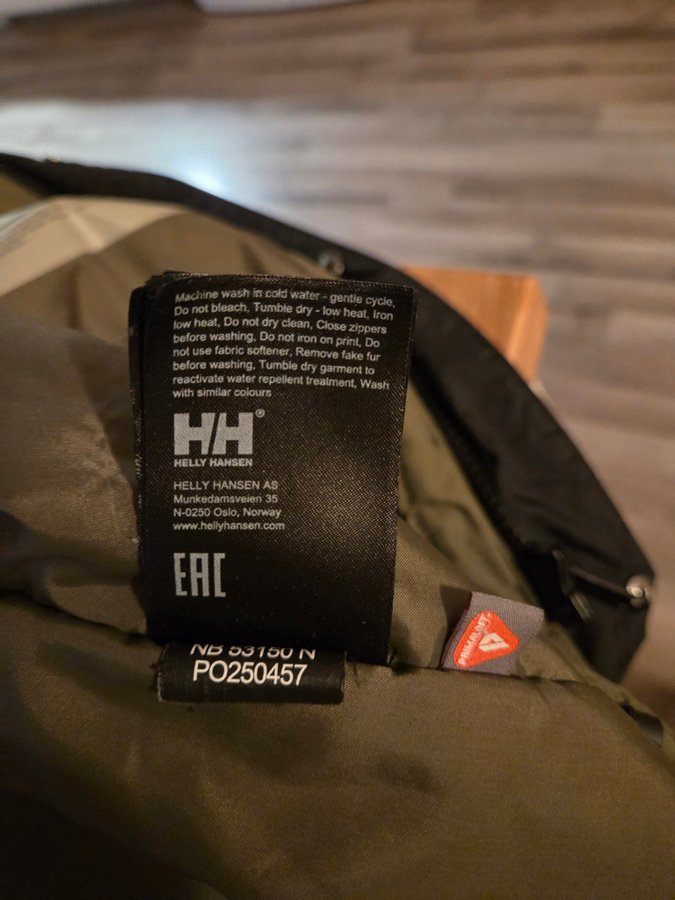 Machine wash in cold water - gentle cycle,
Do not bleach, Tumble dry - low heat, Iron
low heat, Do not dry clean, Close zippers
before washing, Do not iron on print, Do
not use fabric softener, Remove fake fur
before washing, Tumble dry garment to
reactivate water repellent treatment, Wash
with similar colours
HH®
HELLY HANSEN
HELLY HANSEN AS
Munkedamsveien 35
N-0250 Oslo, Norway
www.hellyhansen.com
EAC
PRIMALOFT
NB 53150 N
PO250457